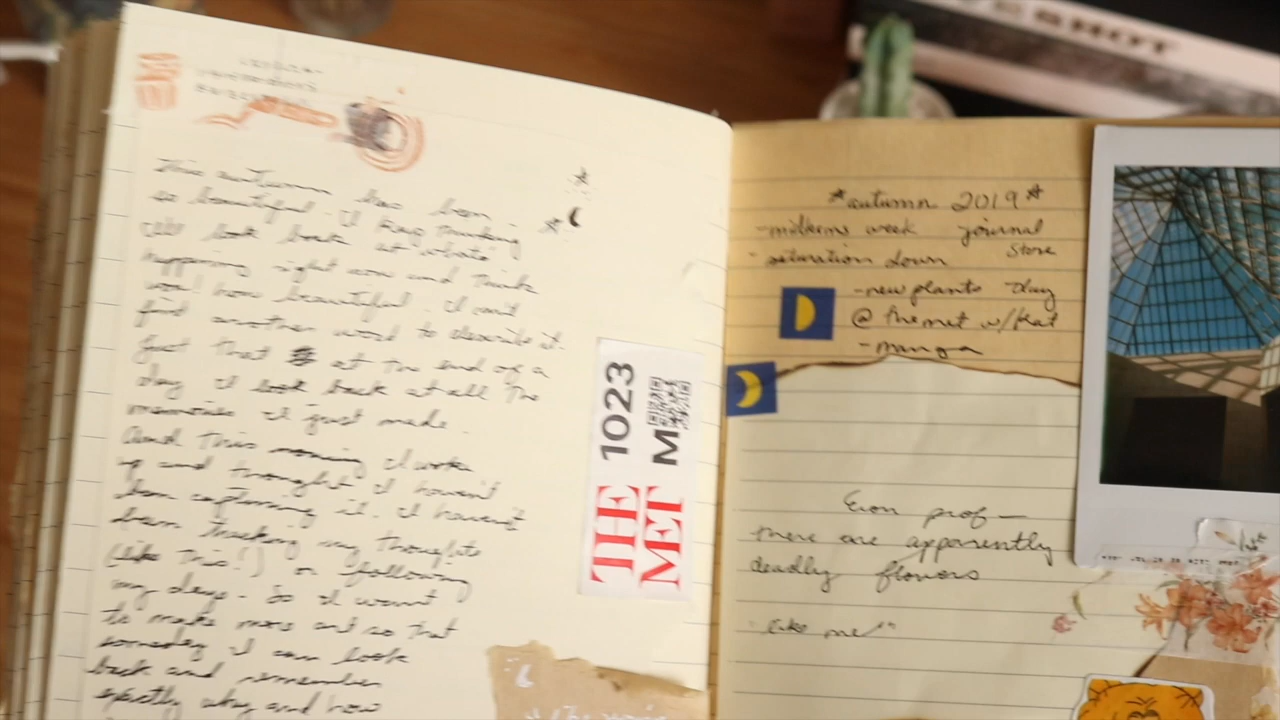 This autumn has been
so beautiful. I keep thinking
look back at whats
happening right now and think
how beautiful. I can't
find another word to describe it.
Just that at the end of a
day I look back at all the
memories I just made.
And this morning I woke
up and thought I haven't
been capturing it. I haven't
been tracking my thoughts
(like this!) or following
my days. So I want
to make more art so that
someday I can look
back and remember
exactly why and how
THE 1023
MET M
*autumn 2019*
-midterms week journal
- saturation down store
-new plants day
@ the met w/ kat
- manga
Econ prof —
there are apparently
deadly flowers
"like me"
SHOT